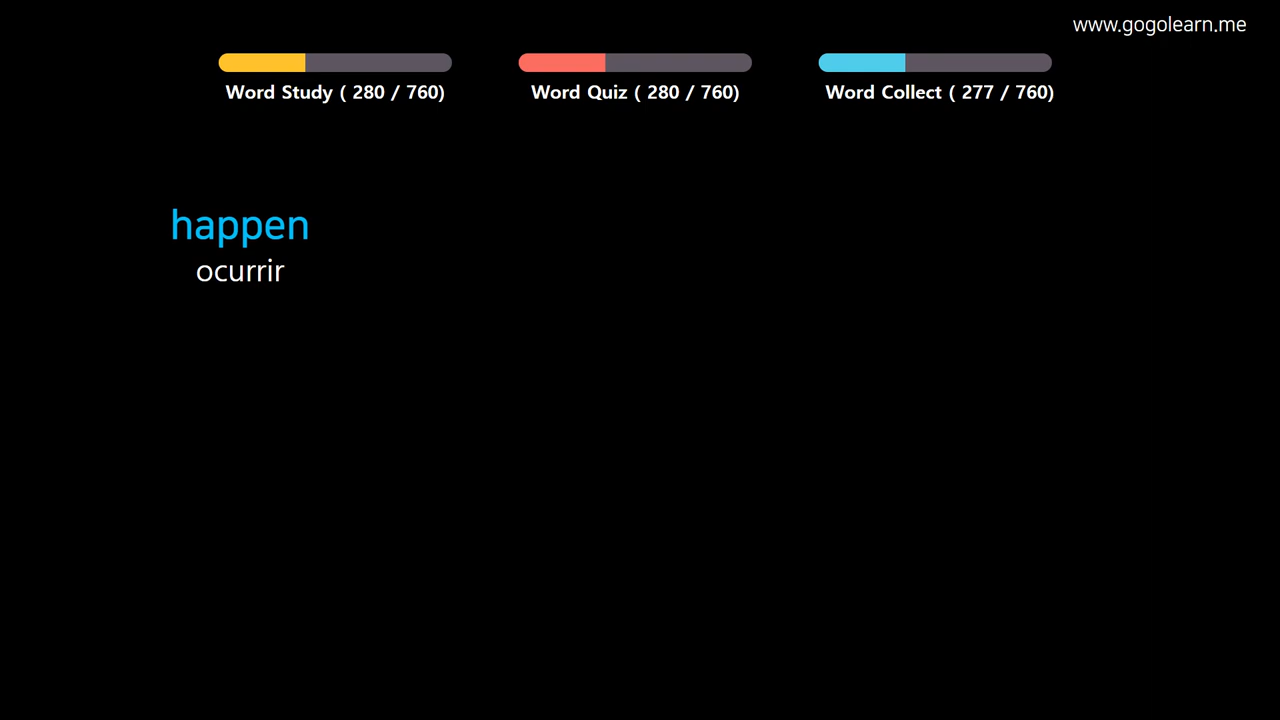 www.gogolearn.me
Word Study ( 280 / 760)
Word Quiz ( 280 / 760)
Word Collect ( 277 / 760)
happen
ocurrir